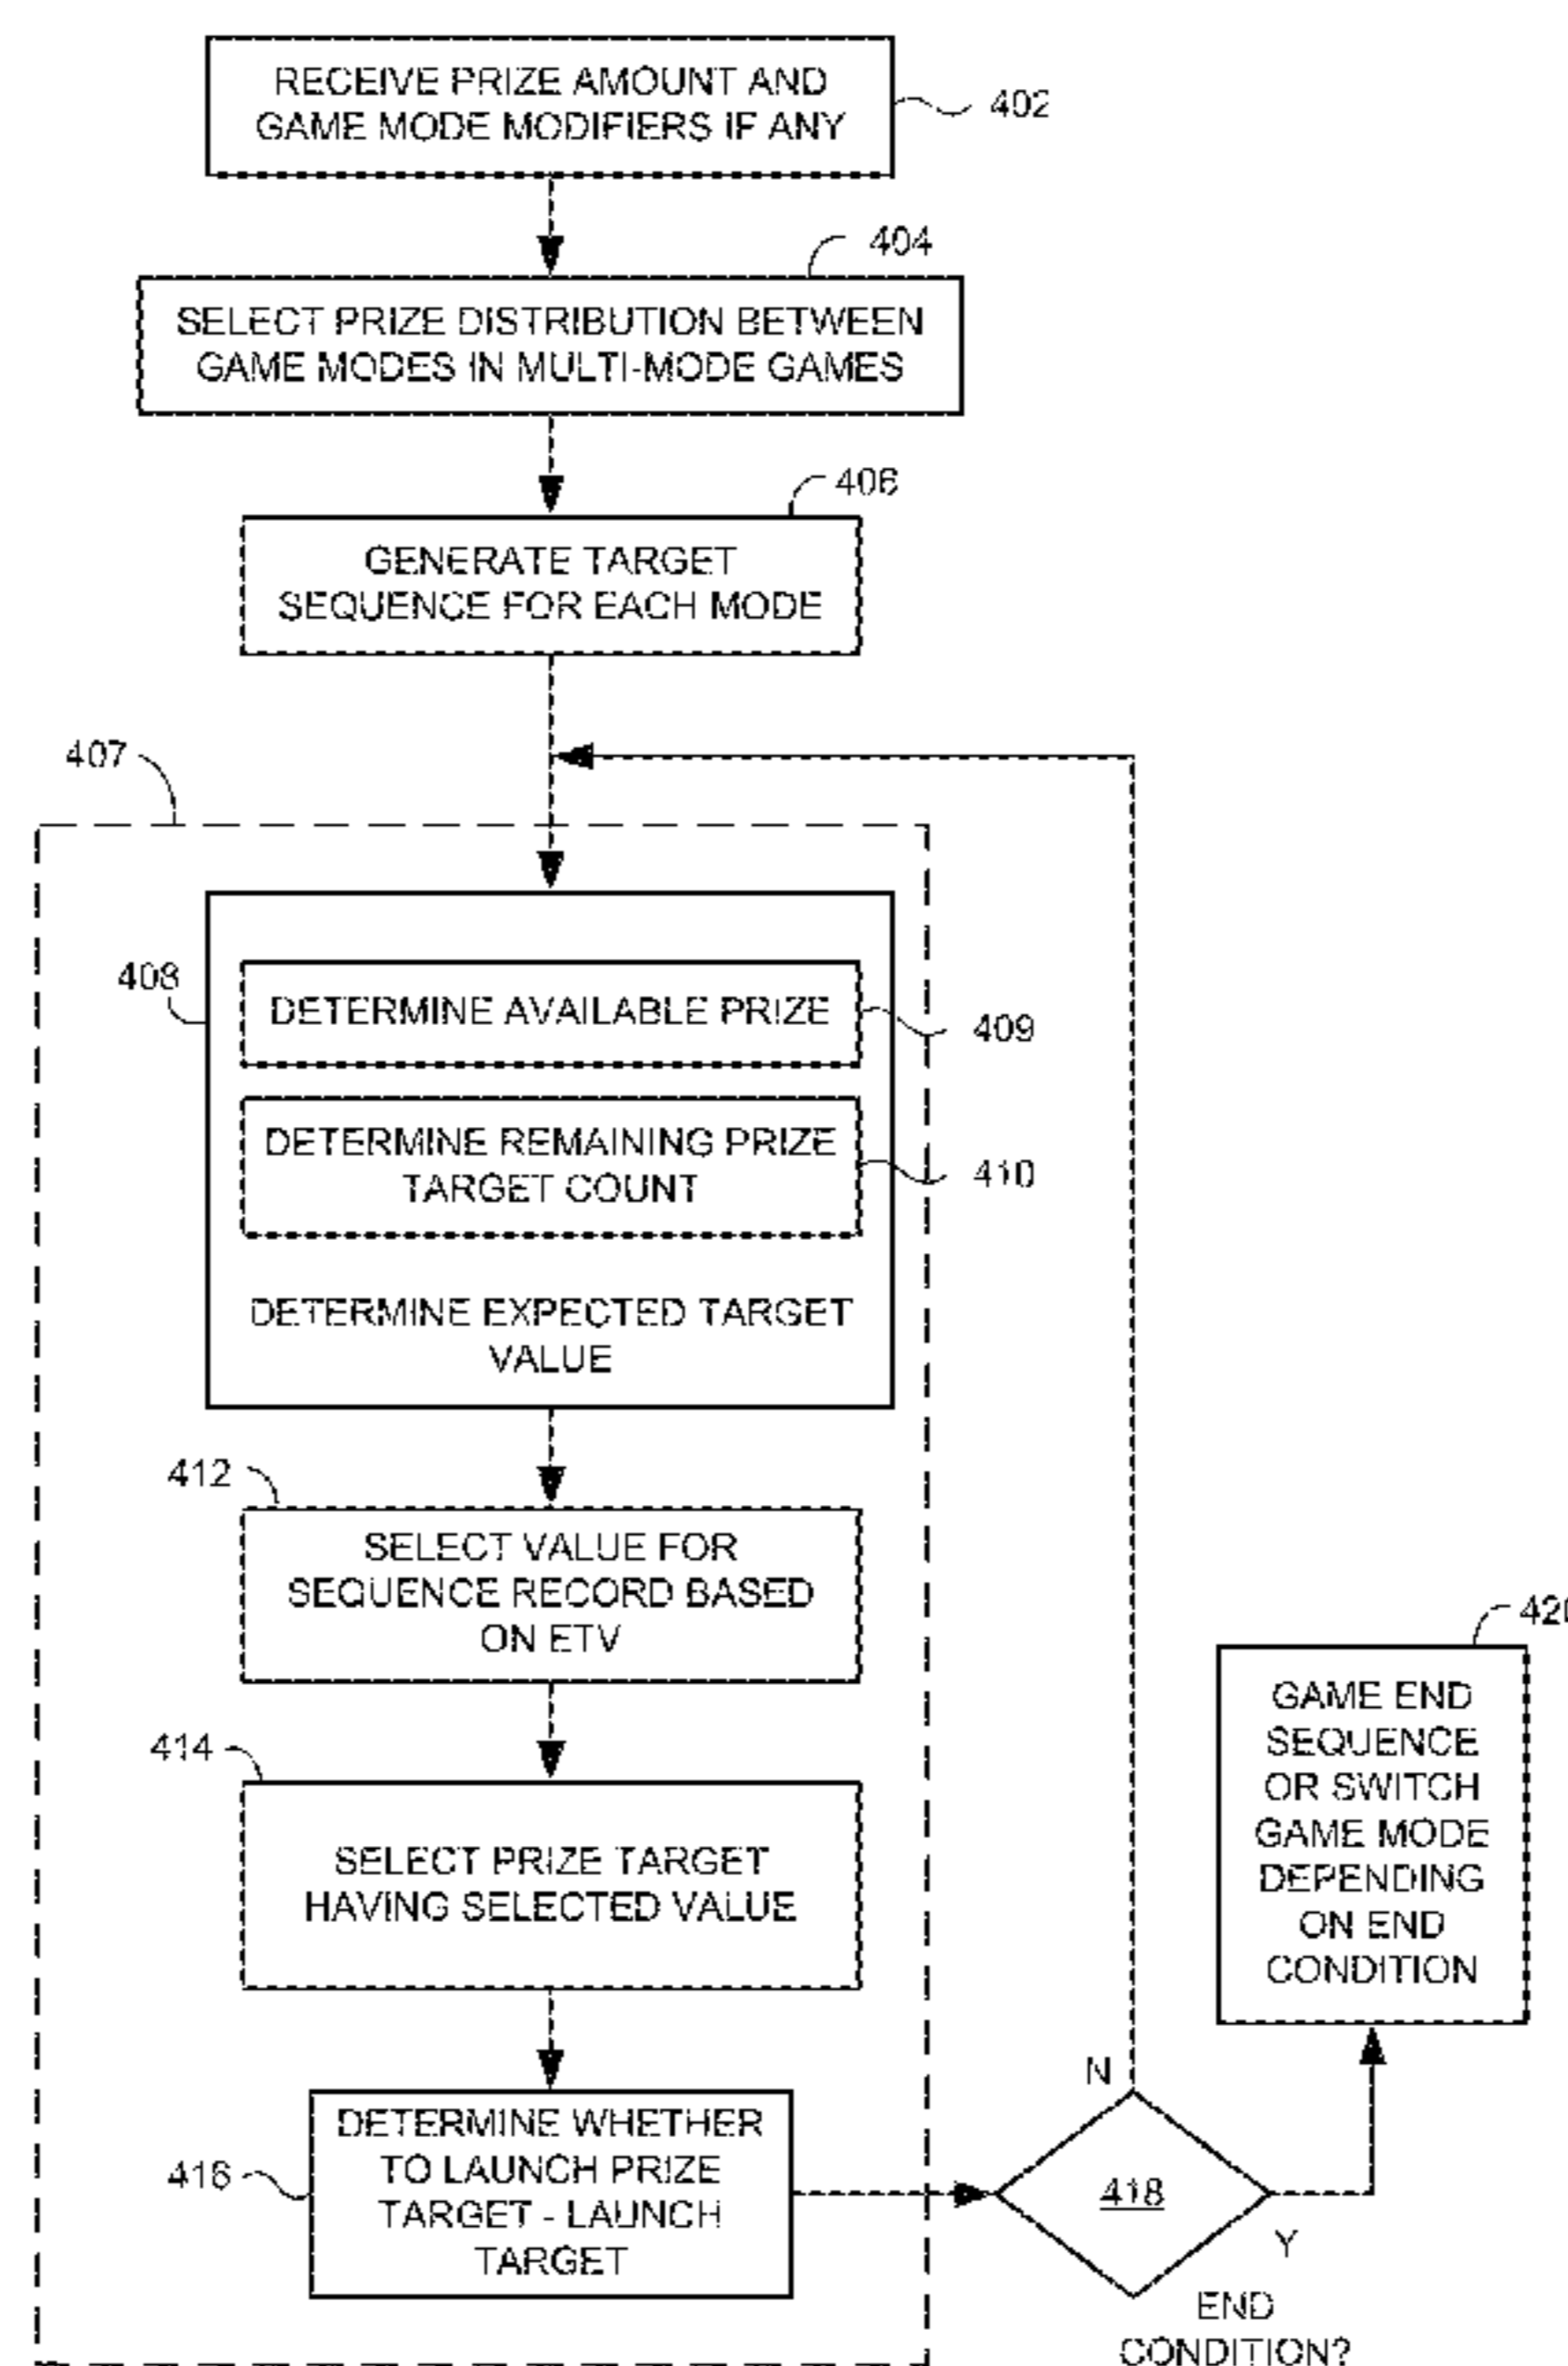 RECEIVE PRIZE AMOUNT AND
GAME MODE MODIFIERS IF ANY
402
404
SELECT PRIZE DISTRIBUTION BETWEEN
GAME MODES IN MULTI-MODE GAMES
406
GENERATE TARGET
SEQUENCE FOR EACH MODE
407
408
DETERMINE AVAILABLE PRIZE
409
DETERMINE REMAINING PRIZE
TARGET COUNT
410
DETERMINE EXPECTED TARGET
VALUE
412
SELECT VALUE FOR
SEQUENCE RECORD BASED
ON ETV
414
SELECT PRIZE TARGET
HAVING SELECTED VALUE
416
DETERMINE WHETHER
TO LAUNCH PRIZE
TARGET - LAUNCH
TARGET
N
418
Y
END
CONDITION?
GAME END
SEQUENCE
OR SWITCH
GAME MODE
DEPENDING
ON END
CONDITION